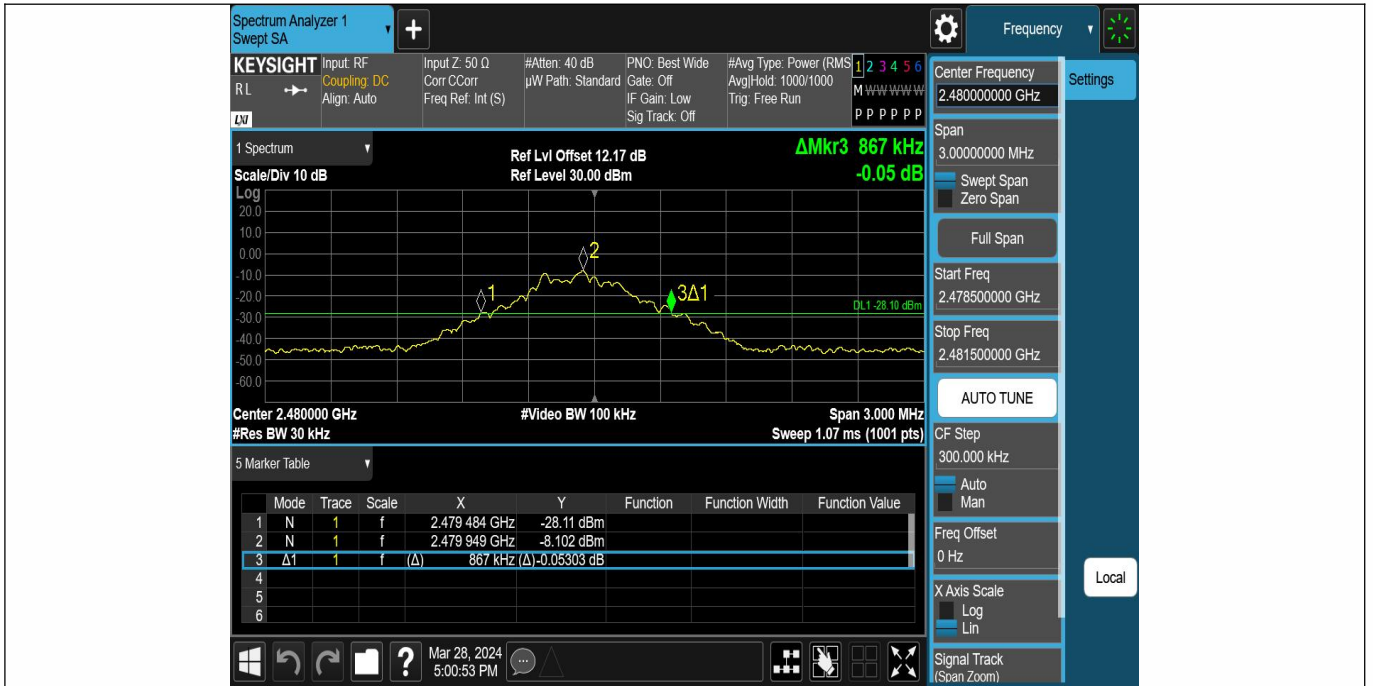 Spectrum Analyzer 1
Swept SA
+
Frequency
KEYSIGHT
R L
LXI
Input: RF
Coupling: DC
Align: Auto
Input Z: 50 Ω
Corr CCorr
Freq Ref: Int (S)
#Atten: 40 dB
µW Path: Standard
PNO: Best Wide
Gate: Off
IF Gain: Low
Sig Track: Off
#Avg Type: Power (RMS
Avg|Hold: 1000/1000
Trig: Free Run
1 2 3 4 5 6
M W W W W W
P P P P P P
1 Spectrum
Scale/Div 10 dB
Ref Lvl Offset 12.17 dB
Ref Level 30.00 dBm
ΔMkr3 867 kHz
-0.05 dB
Log
20.0
10.0
0.00
-10.0
-20.0
-30.0
-40.0
-50.0
-60.0
1
2
3Δ1
DL1 -28.10 dBm
Center 2.480000 GHz
#Res BW 30 kHz
#Video BW 100 kHz
Span 3.000 MHz
Sweep 1.07 ms (1001 pts)
5 Marker Table
Mode Trace Scale X Y Function Function Width Function Value
1 N 1 f 2.479 484 GHz -28.11 dBm
2 N 1 f 2.479 949 GHz -8.102 dBm
3 Δ1 1 f (Δ) 867 kHz (Δ) -0.05303 dB
4
5
6
?
Mar 28, 2024
5:00:53 PM
Center Frequency
2.480000000 GHz
Span
3.00000000 MHz
Swept Span
Zero Span
Full Span
Start Freq
2.478500000 GHz
Stop Freq
2.481500000 GHz
AUTO TUNE
CF Step
300.000 kHz
Auto
Man
Freq Offset
0 Hz
X Axis Scale
Log
Lin
Signal Track
(Span Zoom)
Settings
Local